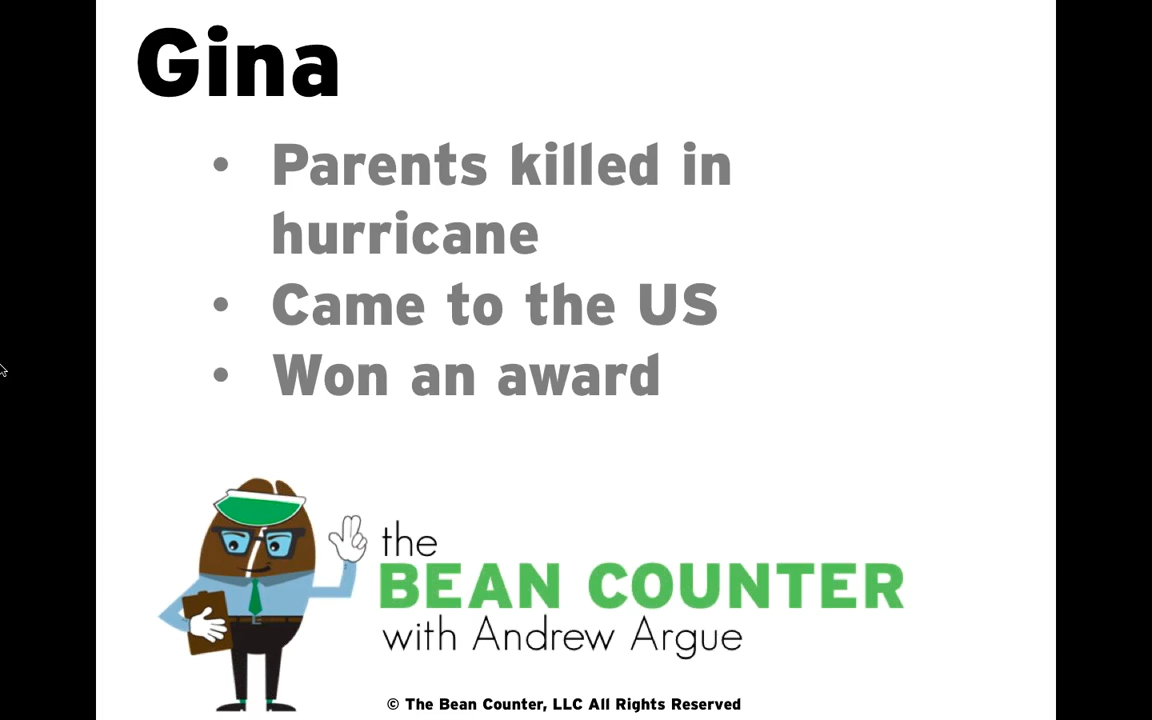 Gina
• Parents killed in
hurricane
• Came to the US
• Won an award
the
BEAN COUNTER
with Andrew Argue
© The Bean Counter, LLC All Rights Reserved